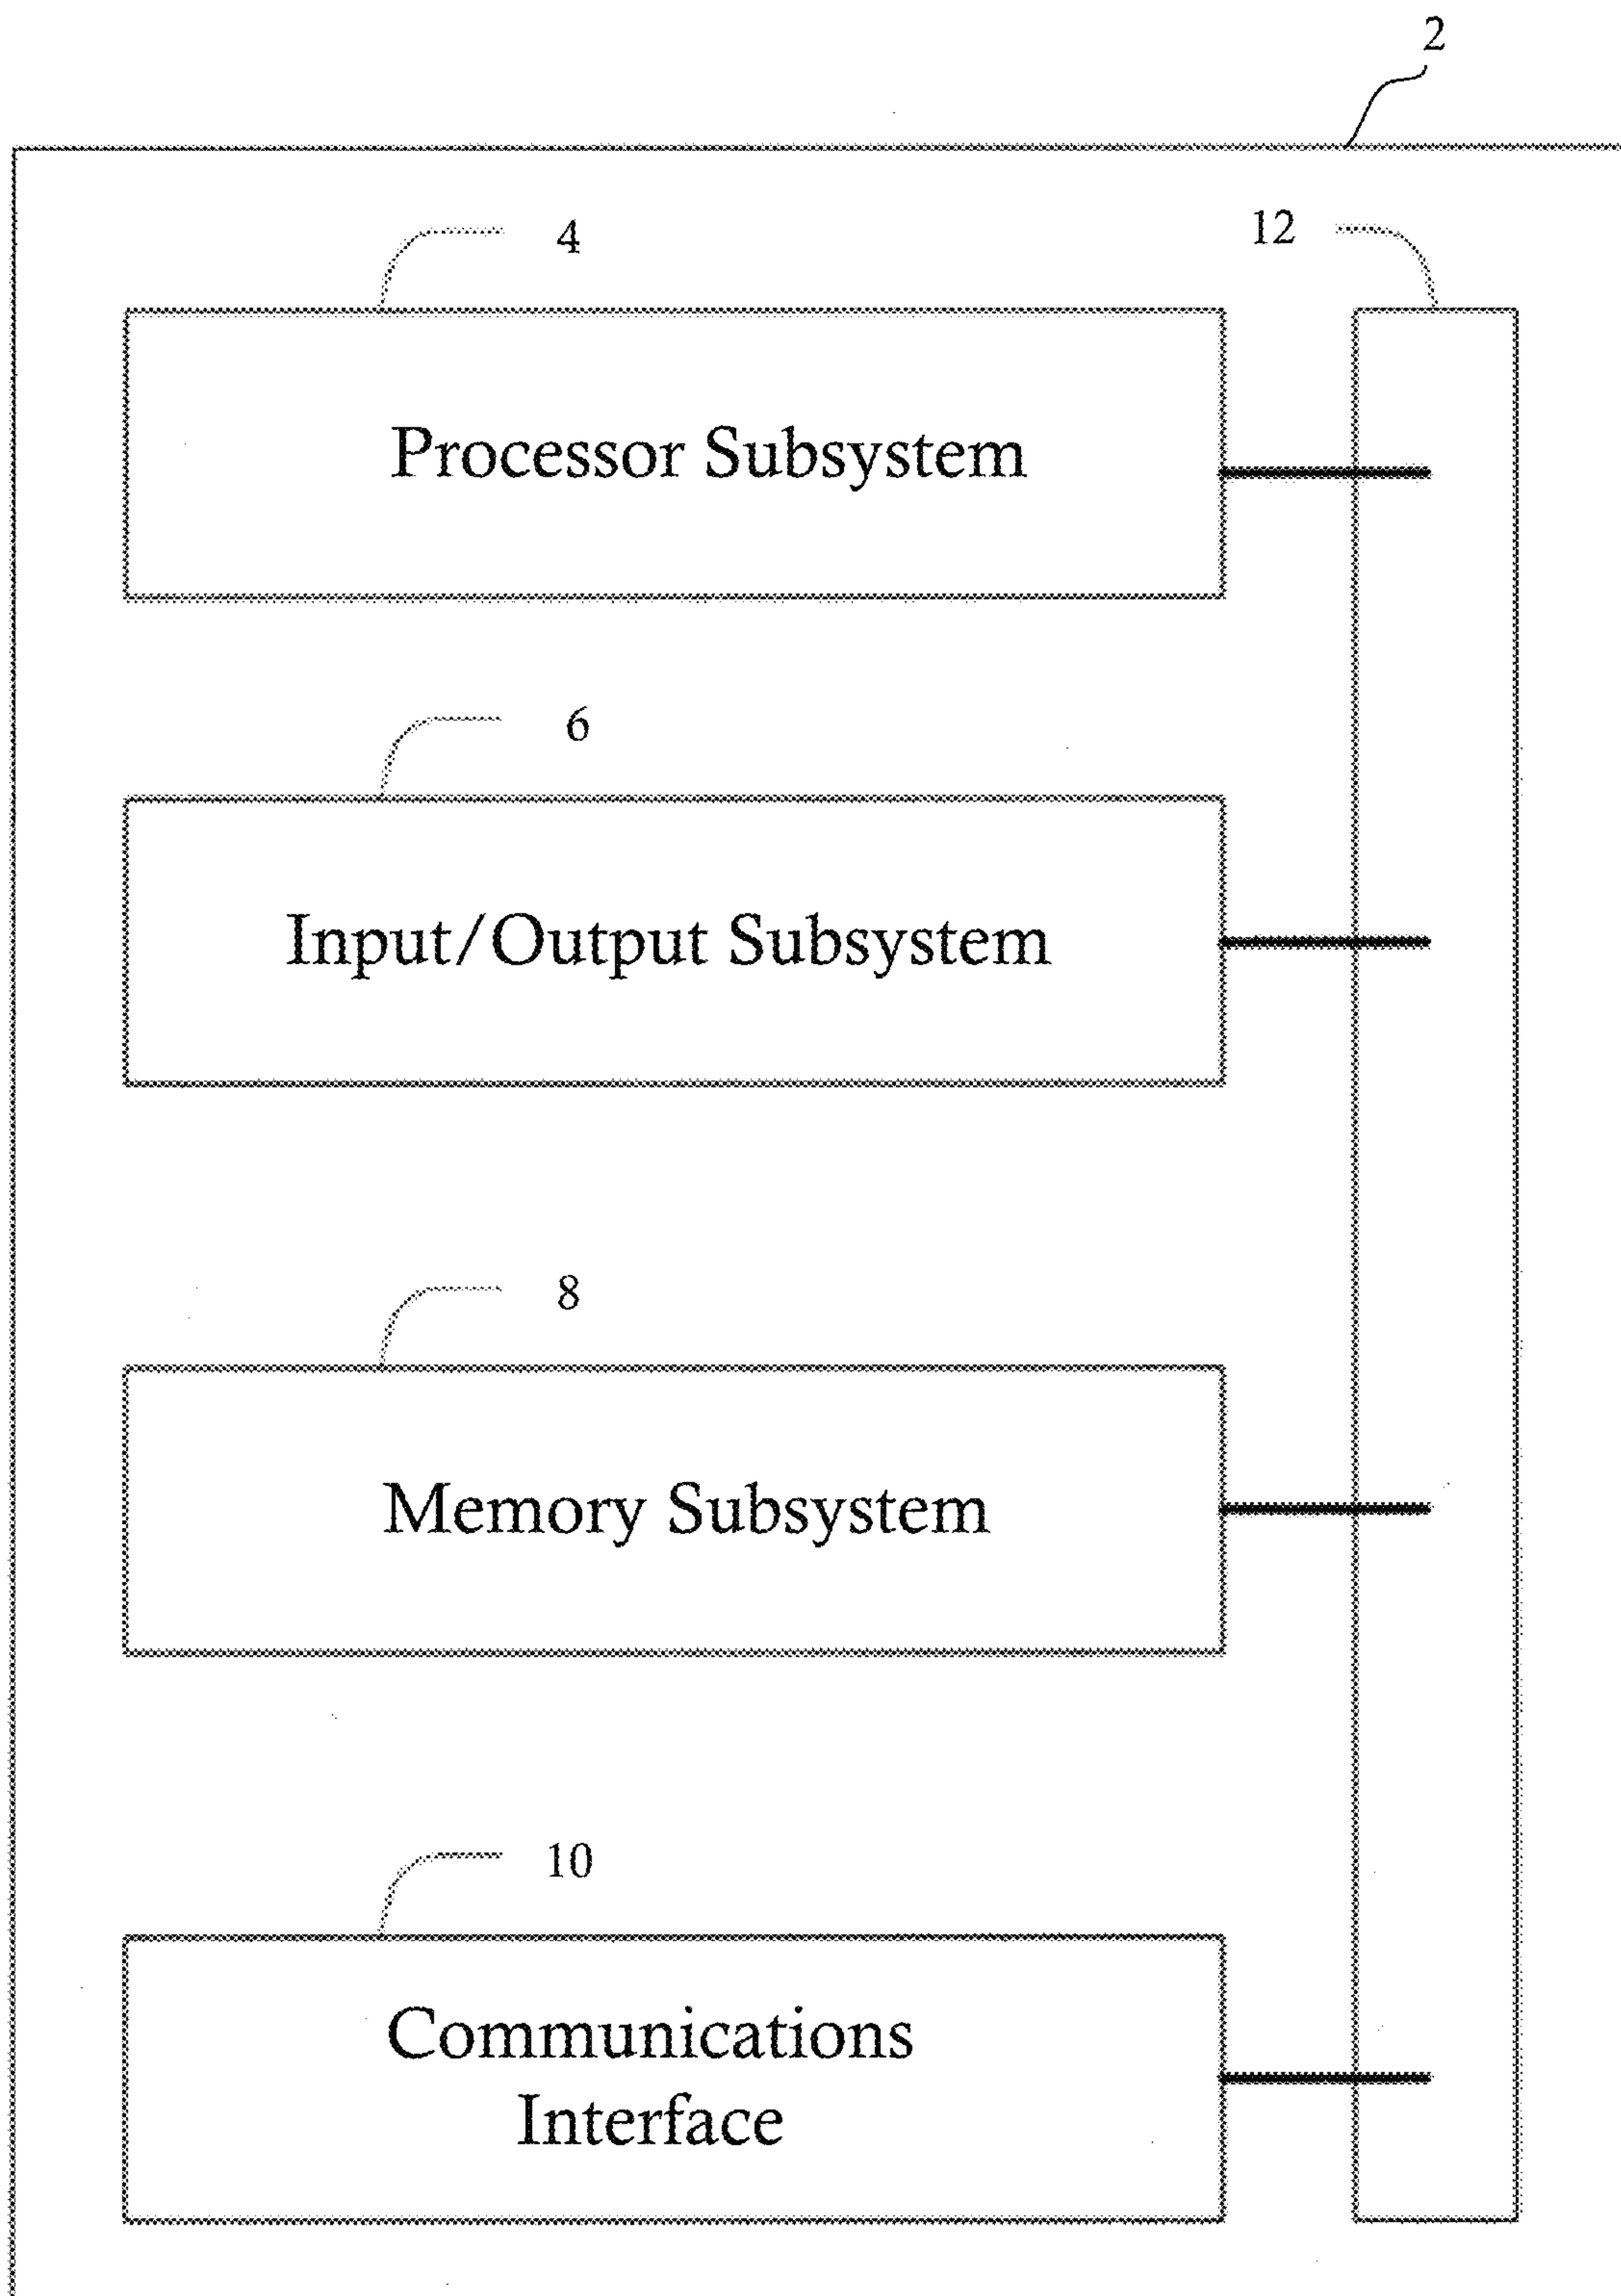 2
4
12
Processor Subsystem
6
Input/Output Subsystem
8
Memory Subsystem
10
Communications
Interface